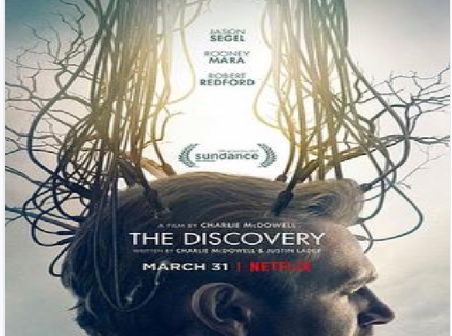 JASON
SEGEL
ROONEY
MARA
ROBERT
REDFORD
sundance
A FILM BY CHARLIE McDOWELL
THE DISCOVERY
WRITTEN BY CHARLIE McDOWELL & JUSTIN LADER
MARCH 31 | NETFLIX